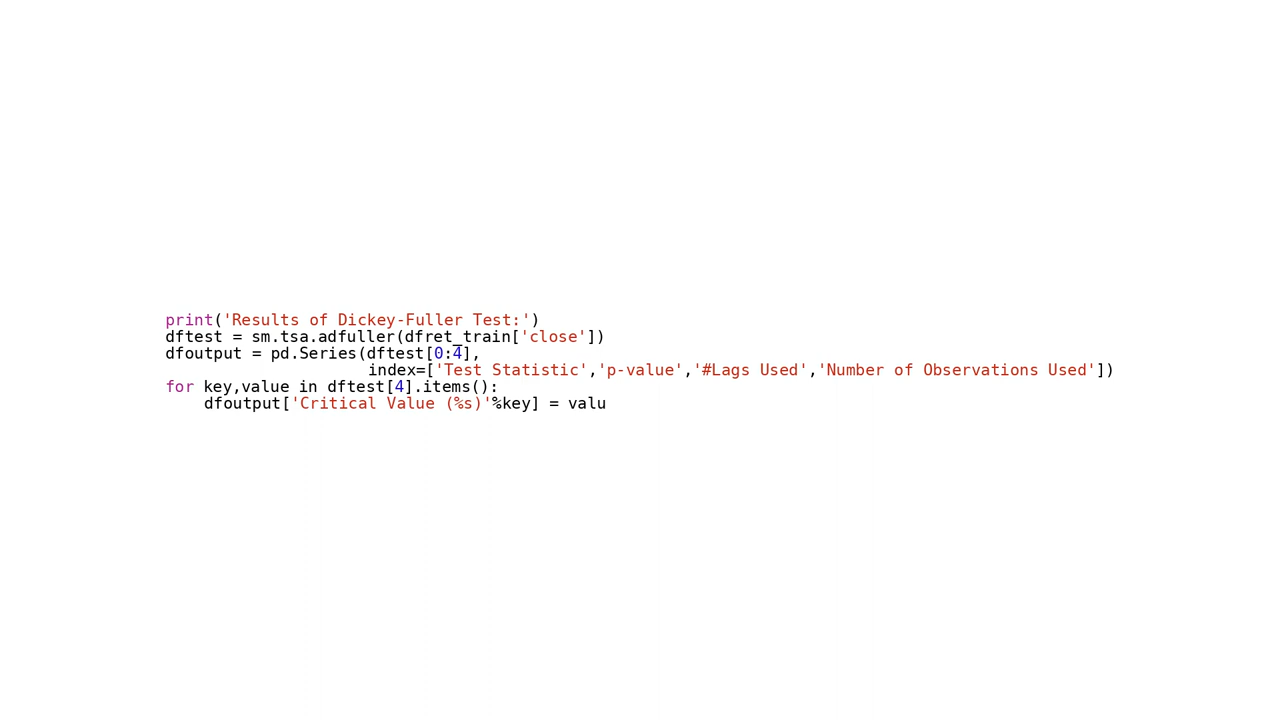 print('Results of Dickey-Fuller Test:')
dftest = sm.tsa.adfuller(dfret_train['close'])
dfoutput = pd.Series(dftest[0:4],
                     index=['Test Statistic','p-value','#Lags Used','Number of Observations Used'])
for key,value in dftest[4].items():
    dfoutput['Critical Value (%s)'%key] = valu